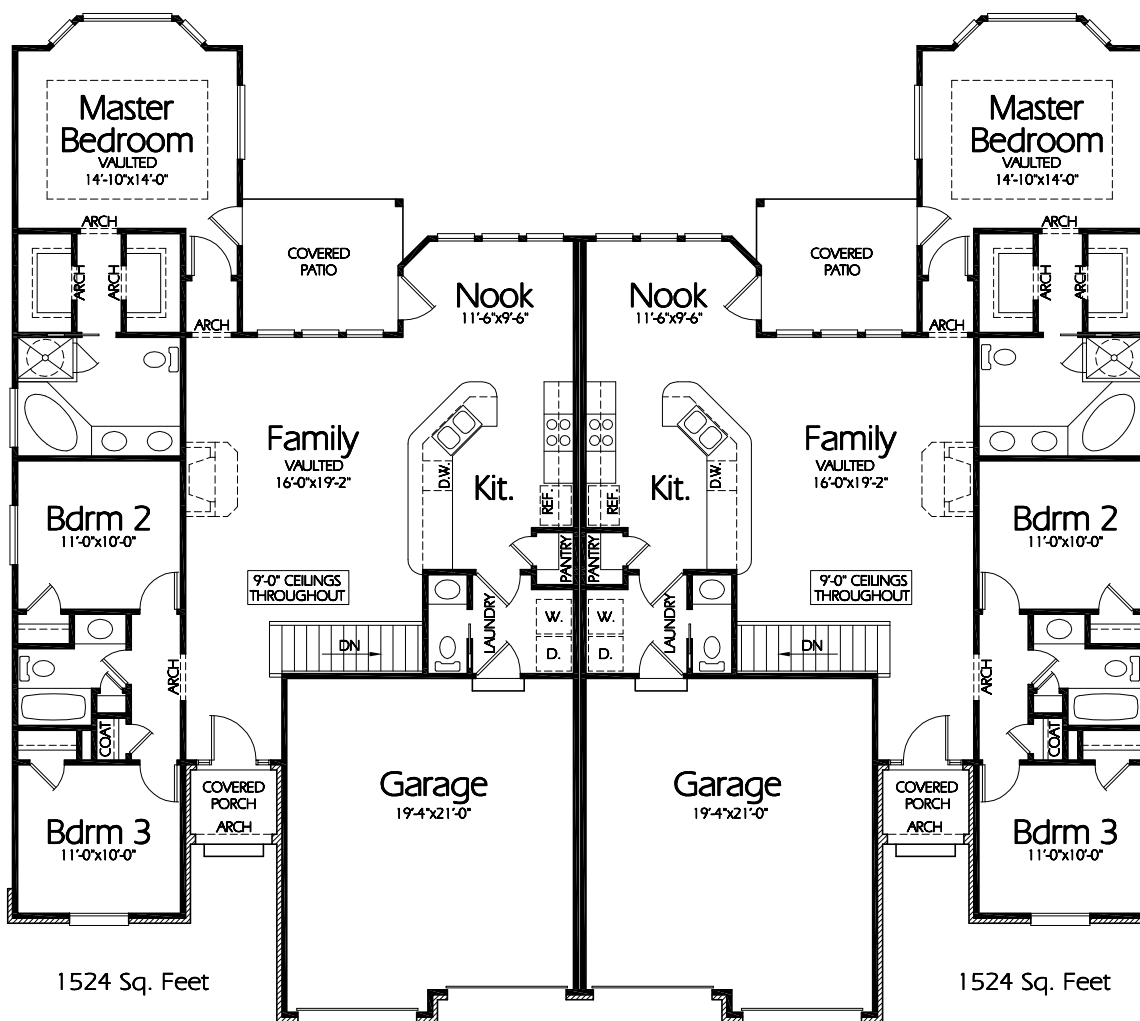 Master
Bedroom
VAULTED
14'-10"x14'-0"
ARCH
ARCH
ARCH
ARCH
COVERED
PATIO
Nook
11'-6"x9'-6"
Family
VAULTED
16'-0"x19'-2"
Kit.
D.W.
REF.
PANTRY
Bdrm 2
11'-0"x10'-0"
9'-0" CEILINGS
THROUGHOUT
DN
LAUNDRY
W.
D.
ARCH
COAT
Bdrm 3
11'-0"x10'-0"
COVERED
PORCH
ARCH
Garage
19'-4"x21'-0"
1524 Sq. Feet
Master
Bedroom
VAULTED
14'-10"x14'-0"
ARCH
ARCH
ARCH
ARCH
COVERED
PATIO
Nook
11'-6"x9'-6"
Family
VAULTED
16'-0"x19'-2"
Kit.
D.W.
REF.
PANTRY
Bdrm 2
11'-0"x10'-0"
9'-0" CEILINGS
THROUGHOUT
DN
LAUNDRY
W.
D.
ARCH
COAT
Bdrm 3
11'-0"x10'-0"
COVERED
PORCH
ARCH
Garage
19'-4"x21'-0"
1524 Sq. Feet